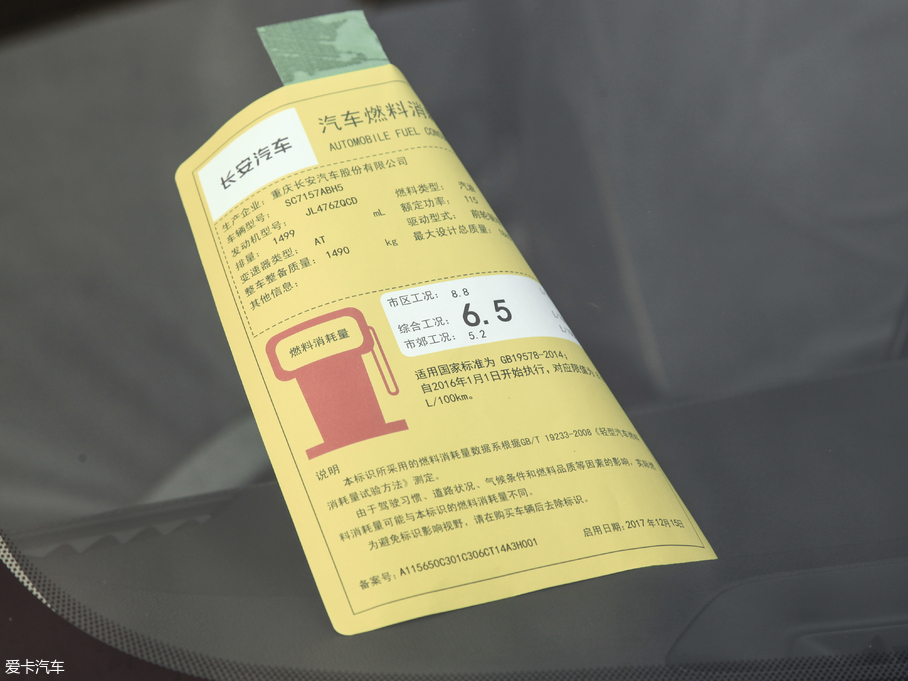 长安汽车
汽车燃料消
AUTOMOBILE FUEL CON
生产企业: 重庆长安汽车股份有限公司
车辆型号: SC7157ABH5
发动机型号: JL476ZQCD
燃料类型: 汽油
排量: 1499 mL
额定功率: 115
变速器类型: AT
驱动型式: 前轮
整车整备质量: 1490 kg
最大设计总质量:
其他信息:
市区工况: 8.8
综合工况: 6.5
市郊工况: 5.2
燃料消耗量
适用国家标准为 GB19578-2014;
自2016年1月1日开始执行, 对应限值为
L/100km。
说明
本标识所采用的燃料消耗量数据系根据GB/T 19233-2008《轻型汽车燃料
消耗量试验方法》测定。
由于驾驶习惯、道路状况、气候条件和燃料品质等因素的影响, 实际燃
料消耗量可能与本标识的燃料消耗量不同。
为避免标识影响视野, 请在购买车辆后去除标识。
备案号: A115650C301C306CT14A3H001
启用日期: 2017年12月15日
爱卡汽车